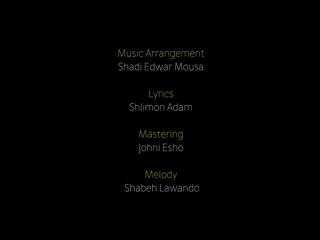 Music Arrangement
Shadi Edwar Mousa
Lyrics
Shlimon Adam
Mastering
Johni Esho
Melody
Shabeh Lawando